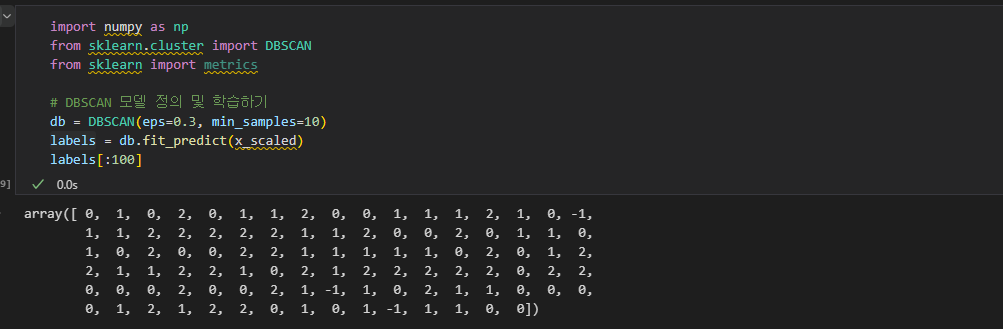 import numpy as np
from sklearn.cluster import DBSCAN
from sklearn import metrics
# DBSCAN 모델 정의 및 학습하기
db = DBSCAN(eps=0.3, min_samples=10)
labels = db.fit_predict(x_scaled)
labels[:100]
9] ✓ 0.0s
array([ 0, 1, 0, 2, 0, 1, 1, 2, 0, 0, 1, 1, 1, 2, 1, 0, -1,
1, 1, 2, 2, 2, 2, 2, 1, 1, 2, 0, 0, 2, 0, 1, 1, 0,
1, 0, 2, 0, 0, 2, 2, 1, 1, 1, 1, 1, 0, 2, 0, 1, 2,
2, 1, 1, 2, 2, 1, 0, 2, 1, 2, 2, 2, 2, 2, 0, 2, 2,
0, 0, 0, 2, 0, 0, 2, 1, -1, 1, 0, 2, 1, 1, 0, 0, 0,
0, 1, 2, 1, 2, 2, 0, 1, 0, 1, -1, 1, 1, 0, 0])